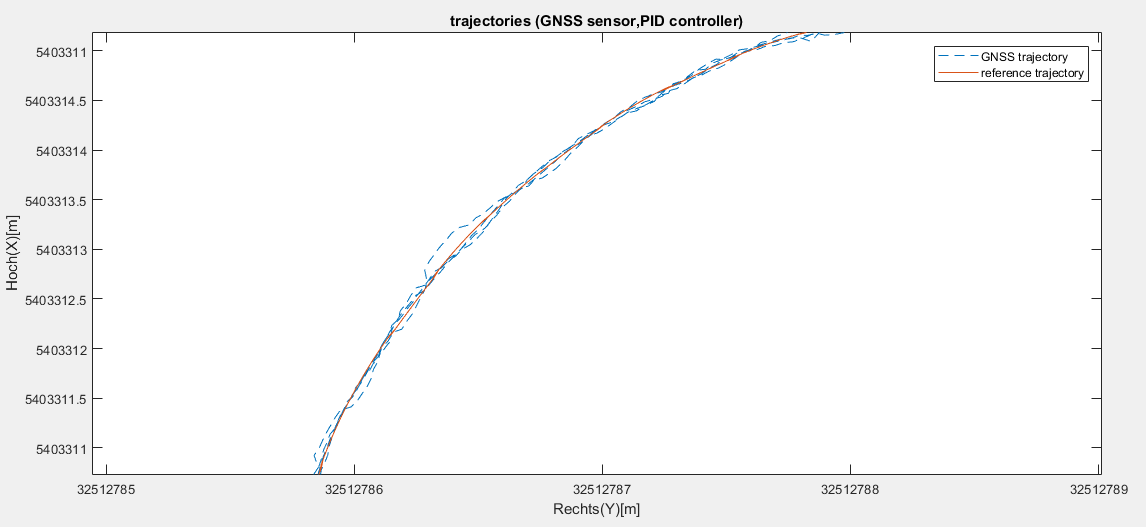 trajectories (GNSS sensor,PID controller)
5403311
5403314.5
5403314
5403313.5
5403313
5403312.5
5403312
5403311.5
5403311
Hoch(X)[m]
GNSS trajectory
reference trajectory
32512785
32512786
32512787
32512788
32512789
Rechts(Y)[m]